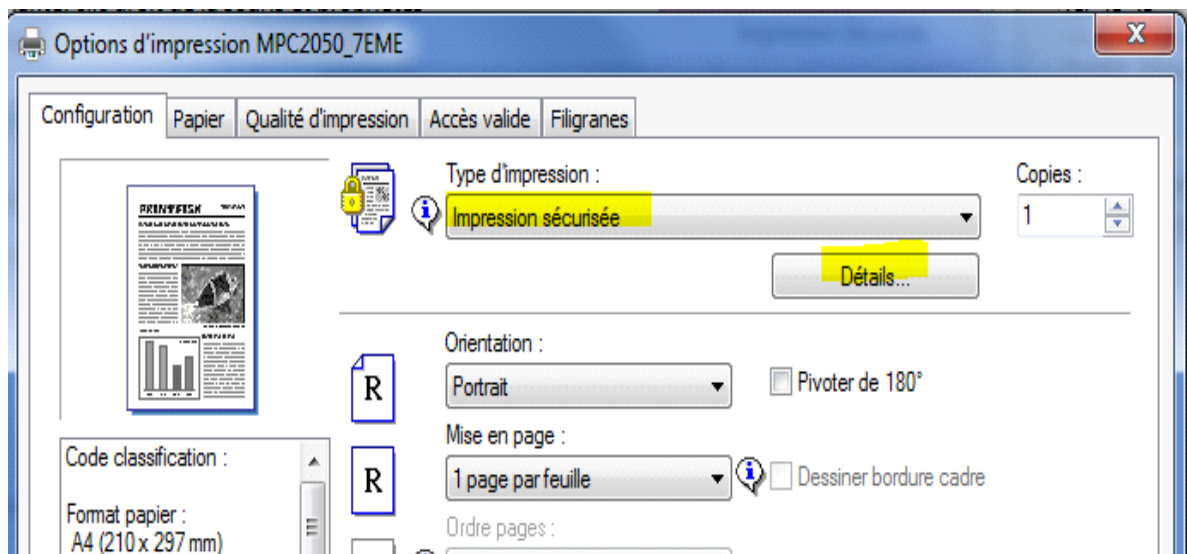 Options d'impression MPC2050_7EME
X
Configuration Papier Qualité d'impression Accès valide Filigranes
Type d'impression : Copies :
Impression sécurisée 1
Détails...
PRINTFISK
Orientation :
R Portrait Pivoter de 180°
Mise en page :
Code classification :
R 1 page par feuille Dessiner bordure cadre
Format papier :
Ordre pages :
A4 (210 x 297 mm)